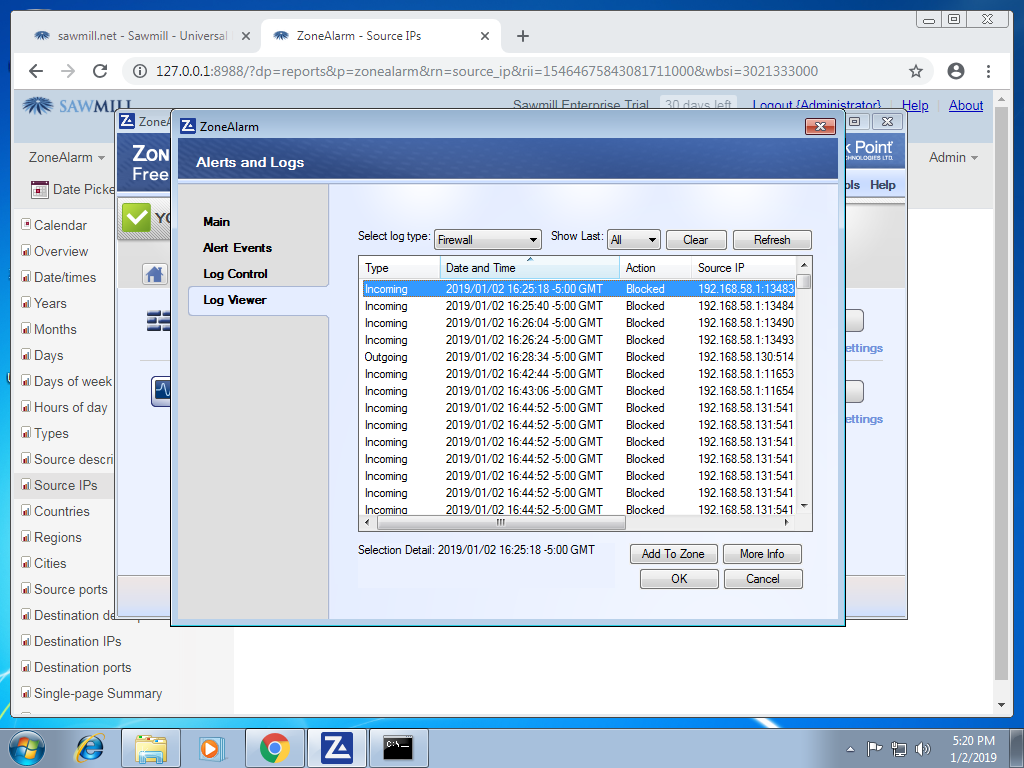 sawmill.net - Sawmill - Universal
ZoneAlarm - Source IPs
127.0.0.1:8988/?dp=reports&p=zonealarm&rn=source_ip&rii=15464675843081711000&wbsi=3021333000
SAWMILL
Sawmill Enterprise Trial 30 days left Logout {Administrator} Help About
ZoneAlarm
Admin
Date Picke
Calendar
Overview
Date/times
Years
Months
Days
Days of week
Hours of day
Types
Source descri
Source IPs
Countries
Regions
Cities
Source ports
Destination de
Destination IPs
Destination ports
Single-page Summary
ZoneA
ZON
Free
YO
k Point
TECHNOLOGIES LTD.
ols Help
ettings
ettings
ZoneAlarm
Alerts and Logs
Main
Alert Events
Log Control
Log Viewer
Select log type: Firewall Show Last: All Clear Refresh
Type Date and Time Action Source IP
Incoming 2019/01/02 16:25:18 -5:00 GMT Blocked 192.168.58.1:13483
Incoming 2019/01/02 16:25:40 -5:00 GMT Blocked 192.168.58.1:13484
Incoming 2019/01/02 16:26:04 -5:00 GMT Blocked 192.168.58.1:13490
Incoming 2019/01/02 16:26:24 -5:00 GMT Blocked 192.168.58.1:13493
Outgoing 2019/01/02 16:28:34 -5:00 GMT Blocked 192.168.58.130:514
Incoming 2019/01/02 16:42:44 -5:00 GMT Blocked 192.168.58.1:11653
Incoming 2019/01/02 16:43:06 -5:00 GMT Blocked 192.168.58.1:11654
Incoming 2019/01/02 16:44:52 -5:00 GMT Blocked 192.168.58.131:541
Incoming 2019/01/02 16:44:52 -5:00 GMT Blocked 192.168.58.131:541
Incoming 2019/01/02 16:44:52 -5:00 GMT Blocked 192.168.58.131:541
Incoming 2019/01/02 16:44:52 -5:00 GMT Blocked 192.168.58.131:541
Incoming 2019/01/02 16:44:52 -5:00 GMT Blocked 192.168.58.131:541
Incoming 2019/01/02 16:44:52 -5:00 GMT Blocked 192.168.58.131:541
Incoming 2019/01/02 16:44:52 -5:00 GMT Blocked 192.168.58.131:541
Selection Detail: 2019/01/02 16:25:18 -5:00 GMT
Add To Zone More Info
OK Cancel
C:\
5:20 PM
1/2/2019